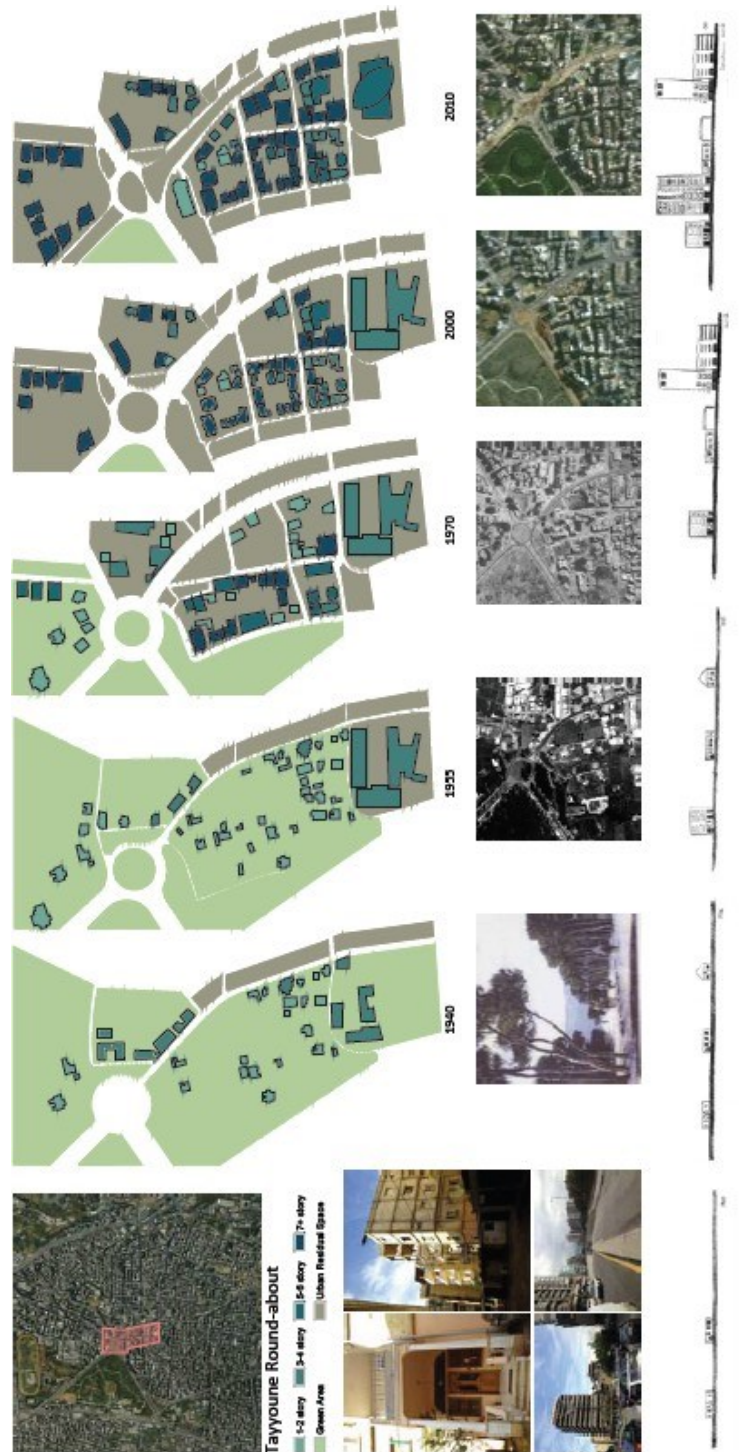 Tayyoune Round-about
1-2 story 3-4 story 5-6 story 7+ story
Green Area Urban Residual Space
1940
1955
1970
2000
2010